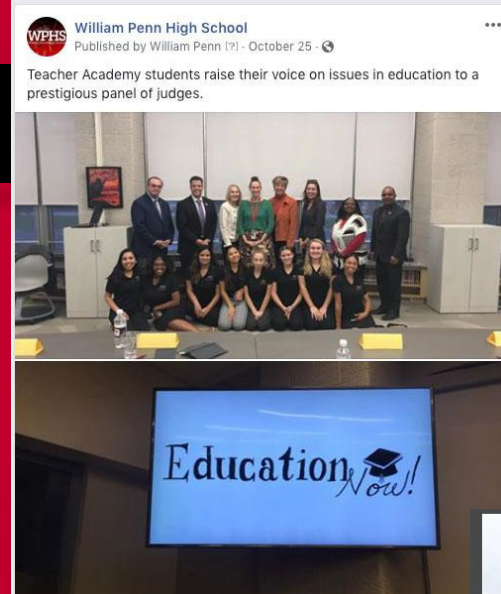 WPHS
William Penn High School
Published by William Penn [?] · October 25 ·
Teacher Academy students raise their voice on issues in education to a
prestigious panel of judges.
Education
Now!